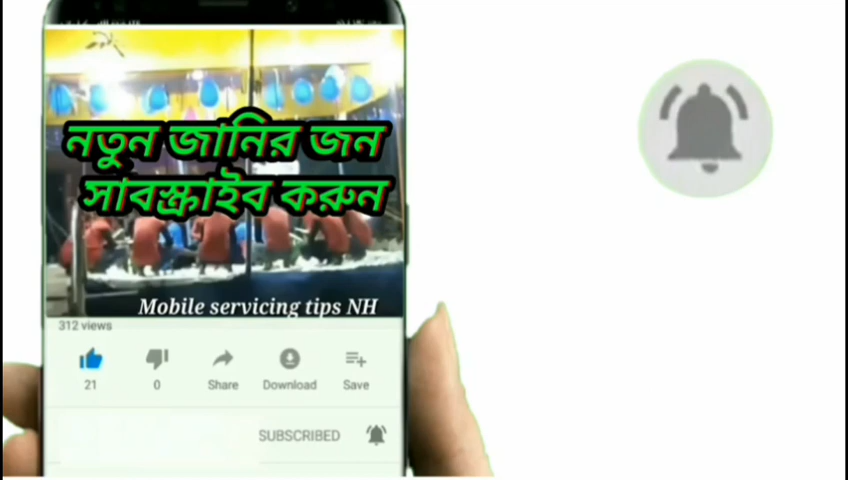 নতুন জানির জন
সাবস্ক্রাইব করুন
Mobile servicing tips NH
312 views
21 0 Share Download Save
SUBSCRIBED